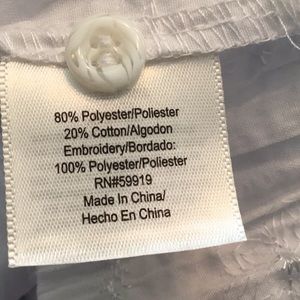 80% Polyester/Poliester
20% Cotton/Algodon
Embroidery/Bordado:
100% Polyester/Poliester
RN#59919
Made In China/
Hecho En China